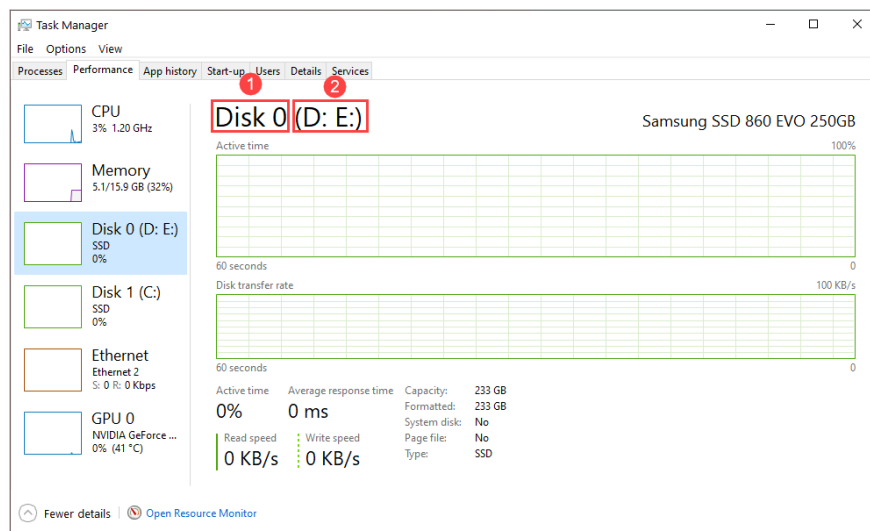 Task Manager
File Options View
Processes Performance App history Start-up Users Details Services
1 2
CPU
3% 1.20 GHz
Memory
5.1/15.9 GB (32%)
Disk 0 (D: E:)
SSD
0%
Disk 1 (C:)
SSD
0%
Ethernet
Ethernet 2
S: 0 R: 0 Kbps
GPU 0
NVIDIA GeForce ...
0% (41 °C)
Disk 0 (D: E:) Samsung SSD 860 EVO 250GB
Active time 100%
60 seconds 0
Disk transfer rate 100 KB/s
60 seconds 0
Active time Average response time
0% 0 ms
Read speed Write speed
0 KB/s 0 KB/s
Capacity: 233 GB
Formatted: 233 GB
System disk: No
Page file: No
Type: SSD
Fewer details Open Resource Monitor